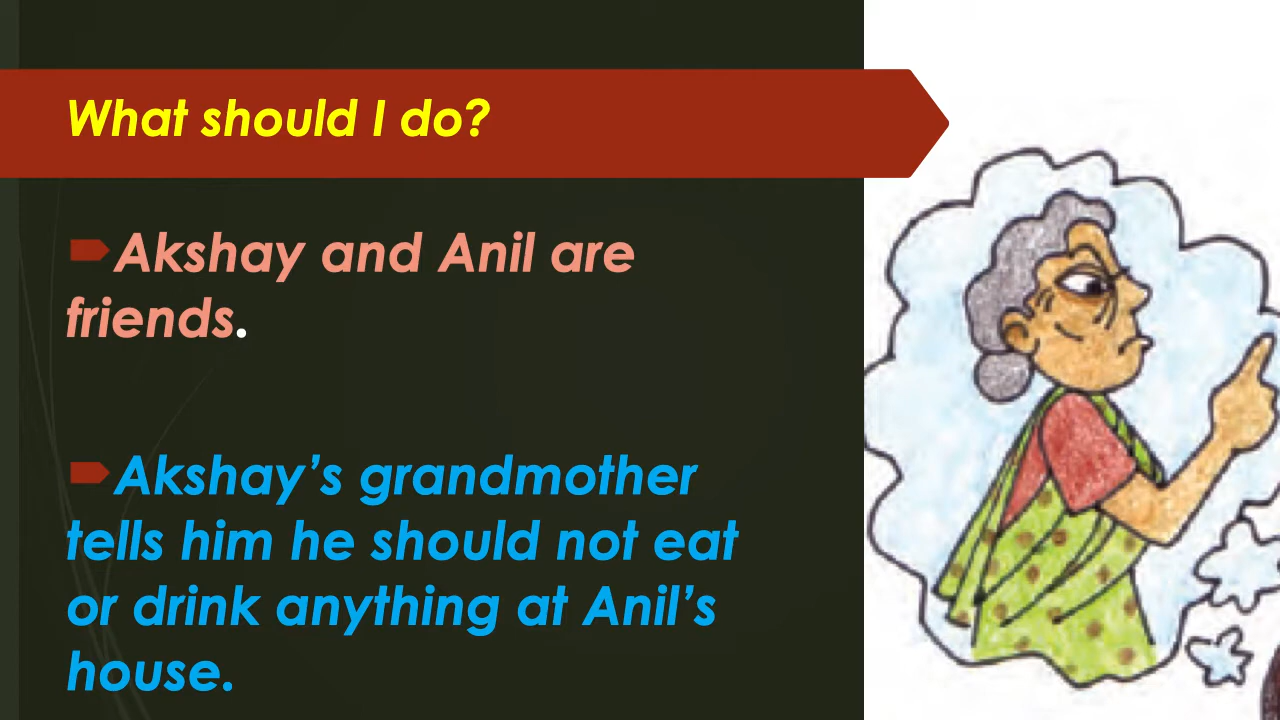 What should I do?
Akshay and Anil are
friends.
Akshay’s grandmother
tells him he should not eat
or drink anything at Anil’s
house.